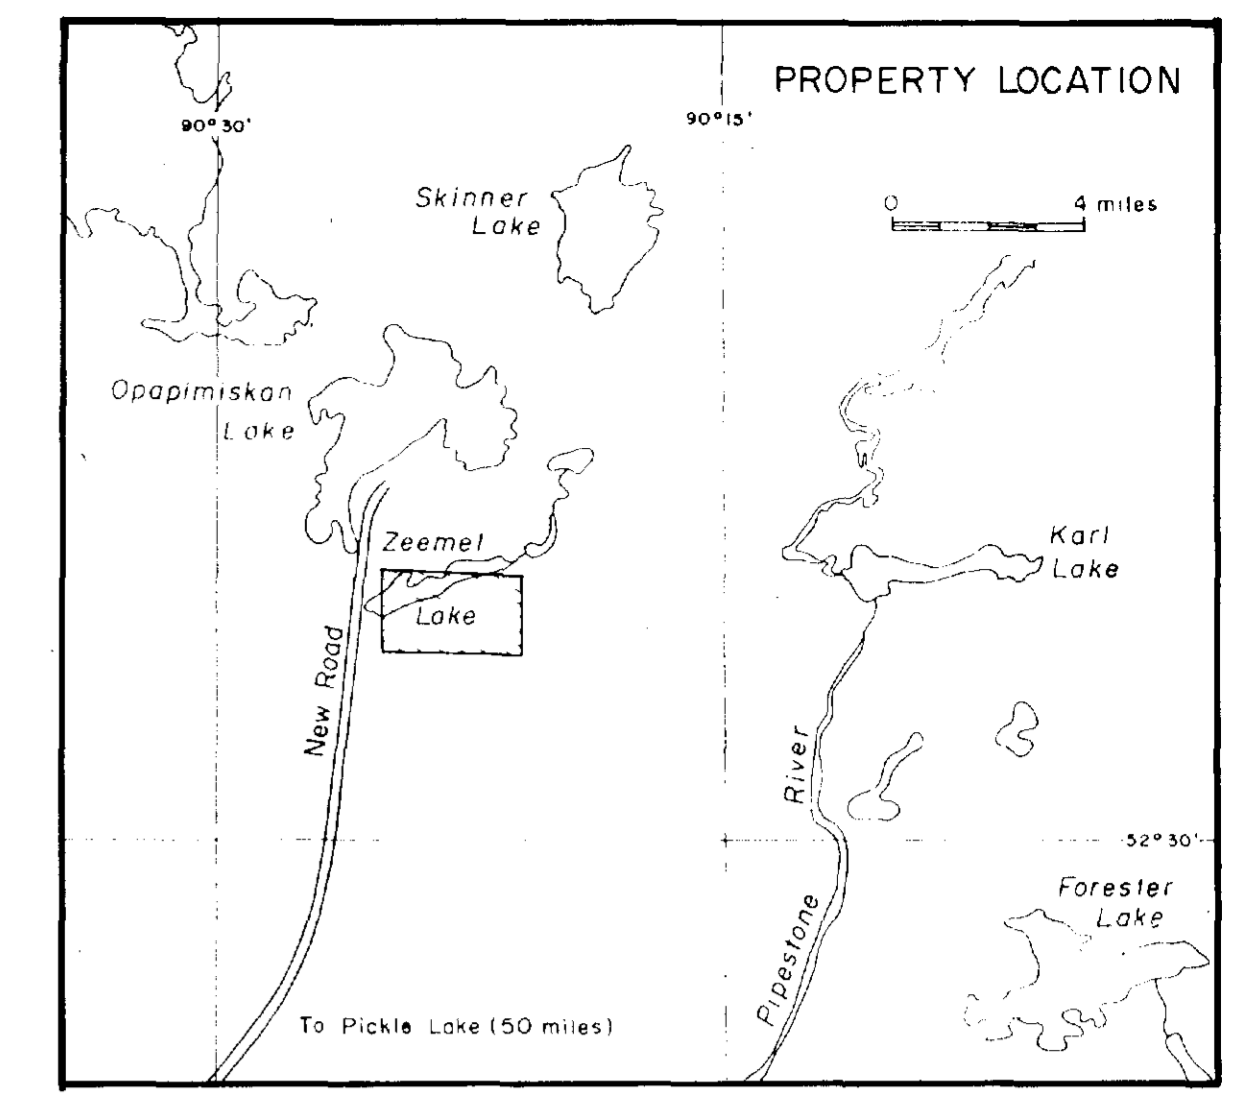 PROPERTY LOCATION
90°30'
90°15'
Skinner
Lake
0 4 miles
Opapimiskan
Lake
Zeemel
Lake
Karl
Lake
New Road
River
52°30'
Forester
Lake
Pipestone
To Pickle Lake (50 miles)